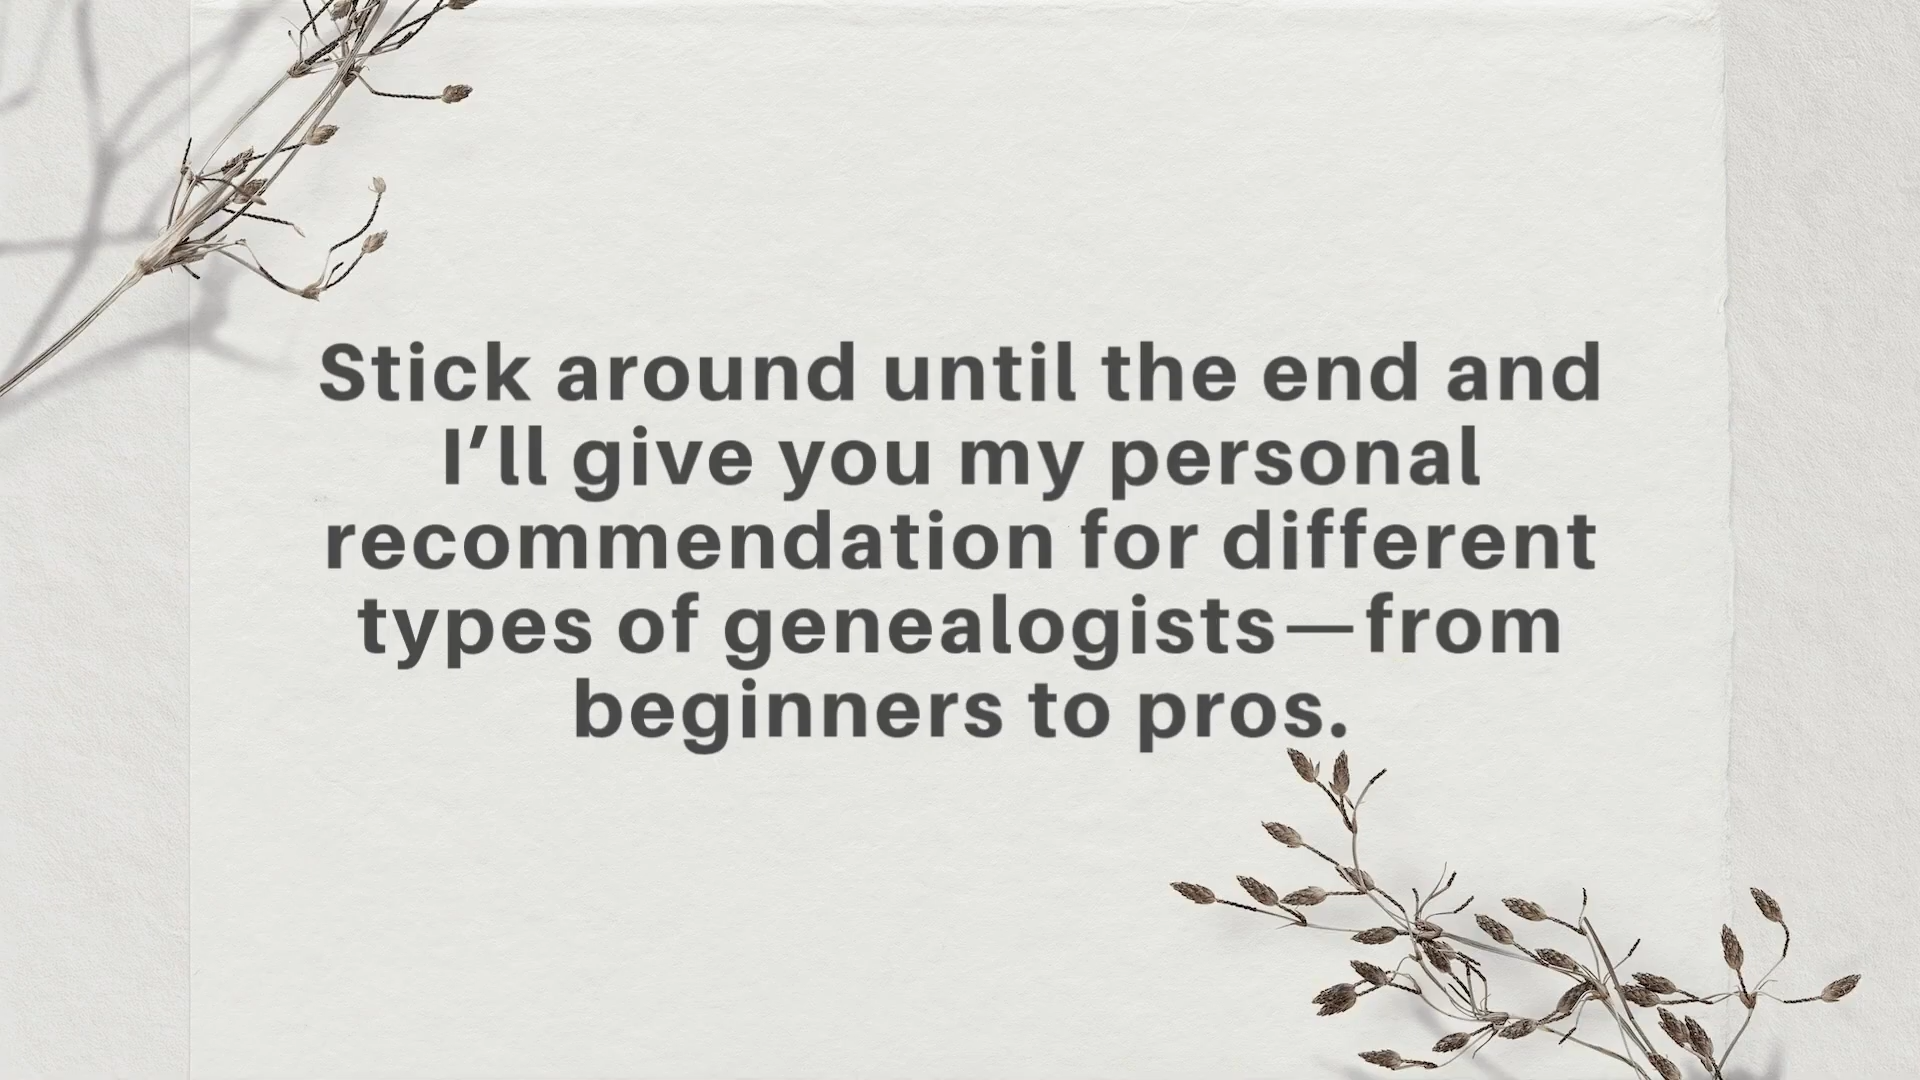 Stick around until the end and
I’ll give you my personal
recommendation for different
types of genealogists—from
beginners to pros.